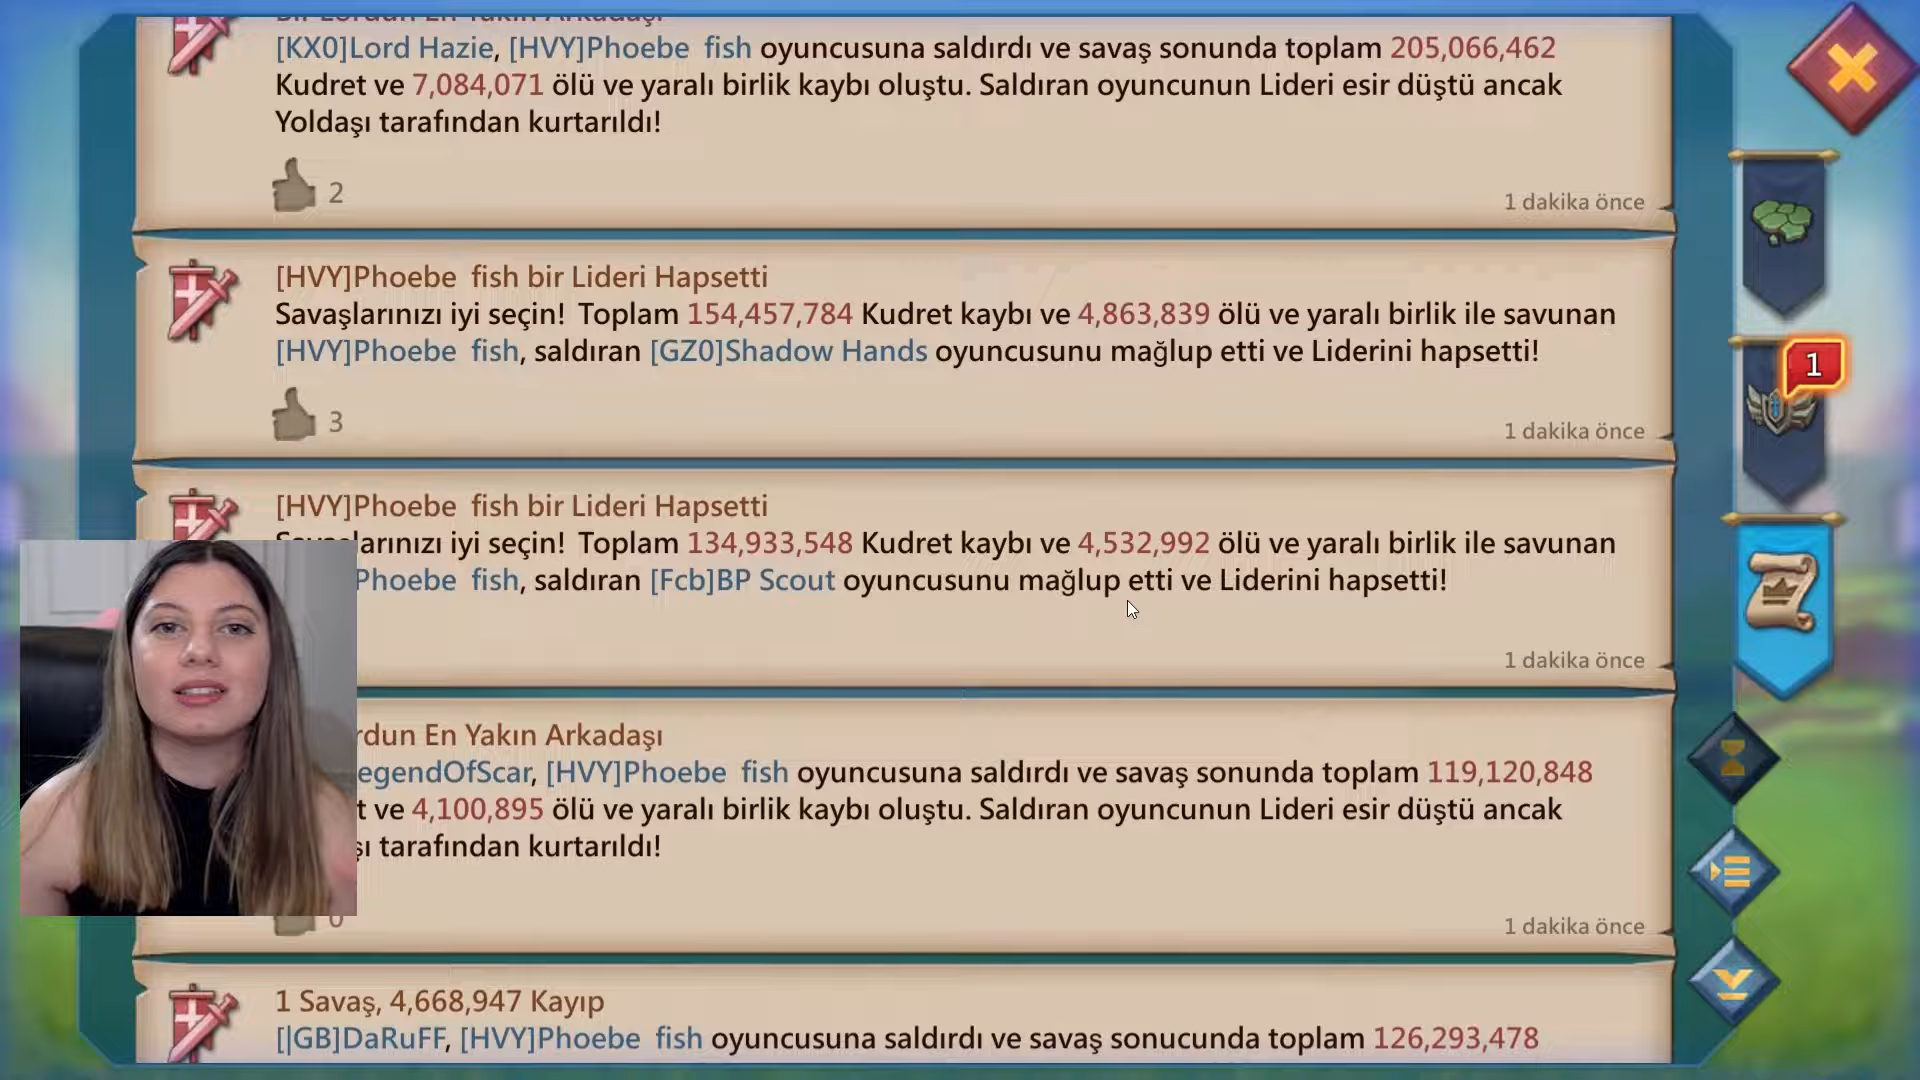 Bir Lordun En Yakın Arkadaşı
[KX0]Lord Hazie, [HVY]Phoebe fish oyuncusuna saldırdı ve savaş sonunda toplam 205,066,462
Kudret ve 7,084,071 ölü ve yaralı birlik kaybı oluştu. Saldıran oyuncunun Lideri esir düştü ancak
Yoldaşı tarafından kurtarıldı!
2
1 dakika önce
[HVY]Phoebe fish bir Lideri Hapsetti
Savaşlarınızı iyi seçin! Toplam 154,457,784 Kudret kaybı ve 4,863,839 ölü ve yaralı birlik ile savunan
[HVY]Phoebe fish, saldıran [GZ0]Shadow Hands oyuncusunu mağlup etti ve Liderini hapsetti!
3
1 dakika önce
1
[HVY]Phoebe fish bir Lideri Hapsetti
Savaşlarınızı iyi seçin! Toplam 134,933,548 Kudret kaybı ve 4,532,992 ölü ve yaralı birlik ile savunan
Phoebe fish, saldıran [Fcb]BP Scout oyuncusunu mağlup etti ve Liderini hapsetti!
1 dakika önce
rdun En Yakın Arkadaşı
egendOfScar, [HVY]Phoebe fish oyuncusuna saldırdı ve savaş sonunda toplam 119,120,848
t ve 4,100,895 ölü ve yaralı birlik kaybı oluştu. Saldıran oyuncunun Lideri esir düştü ancak
şı tarafından kurtarıldı!
0
1 dakika önce
1 Savaş, 4,668,947 Kayıp
[|GB]DaRuFF, [HVY]Phoebe fish oyuncusuna saldırdı ve savaş sonucunda toplam 126,293,478